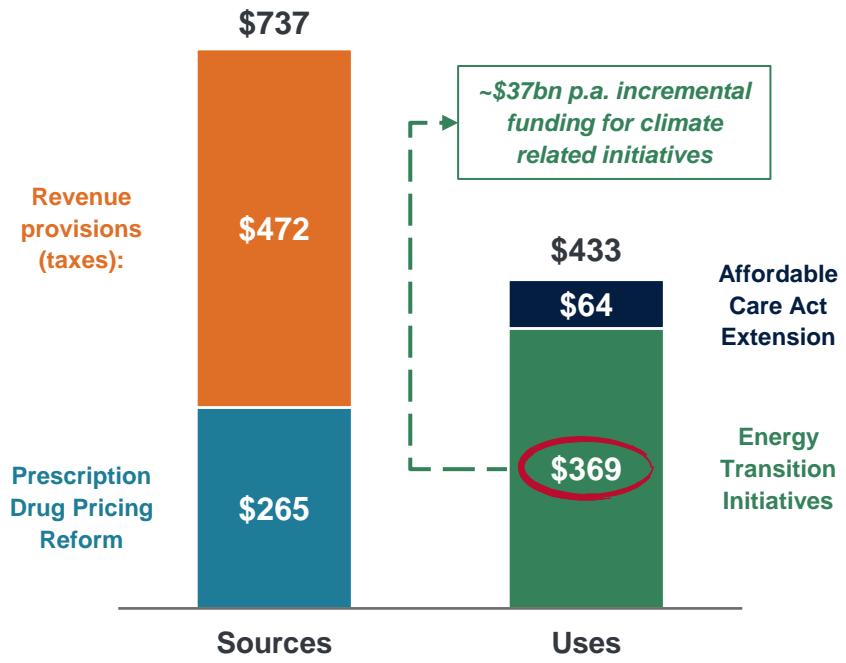 $737
~$37bn p.a. incremental
funding for climate
related initiatives
Revenue
provisions
(taxes):
$472
$433
$64
Affordable
Care Act
Extension
Prescription
Drug Pricing
Reform
$265
$369
Energy
Transition
Initiatives
Sources
Uses